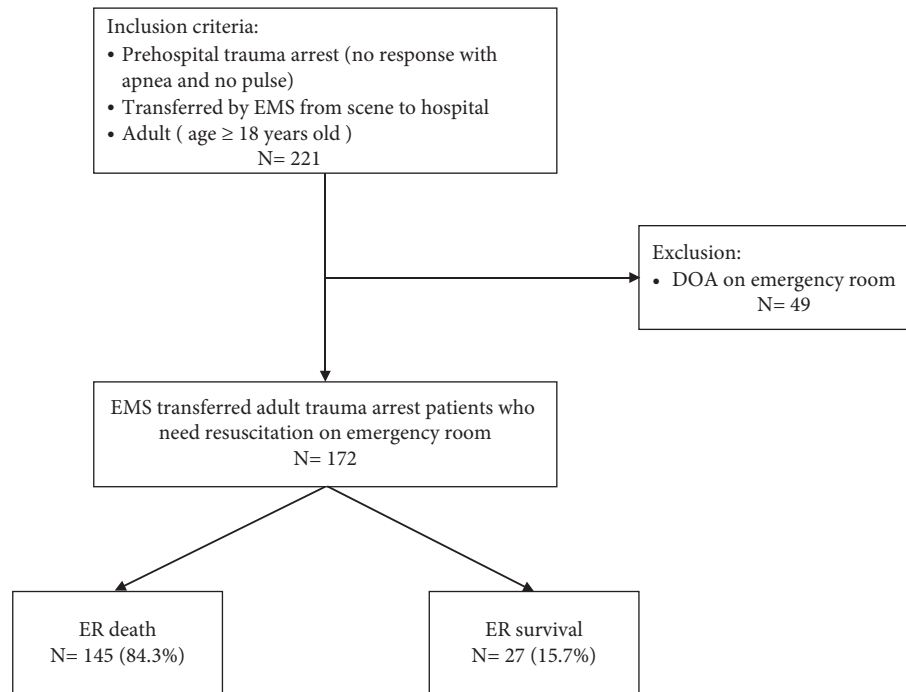 Inclusion criteria:
• Prehospital trauma arrest (no response with
apnea and no pulse)
• Transferred by EMS from scene to hospital
• Adult ( age ≥ 18 years old )
N= 221
Exclusion:
• DOA on emergency room
N= 49
EMS transferred adult trauma arrest patients who
need resuscitation on emergency room
N= 172
ER death
N= 145 (84.3%)
ER survival
N= 27 (15.7%)